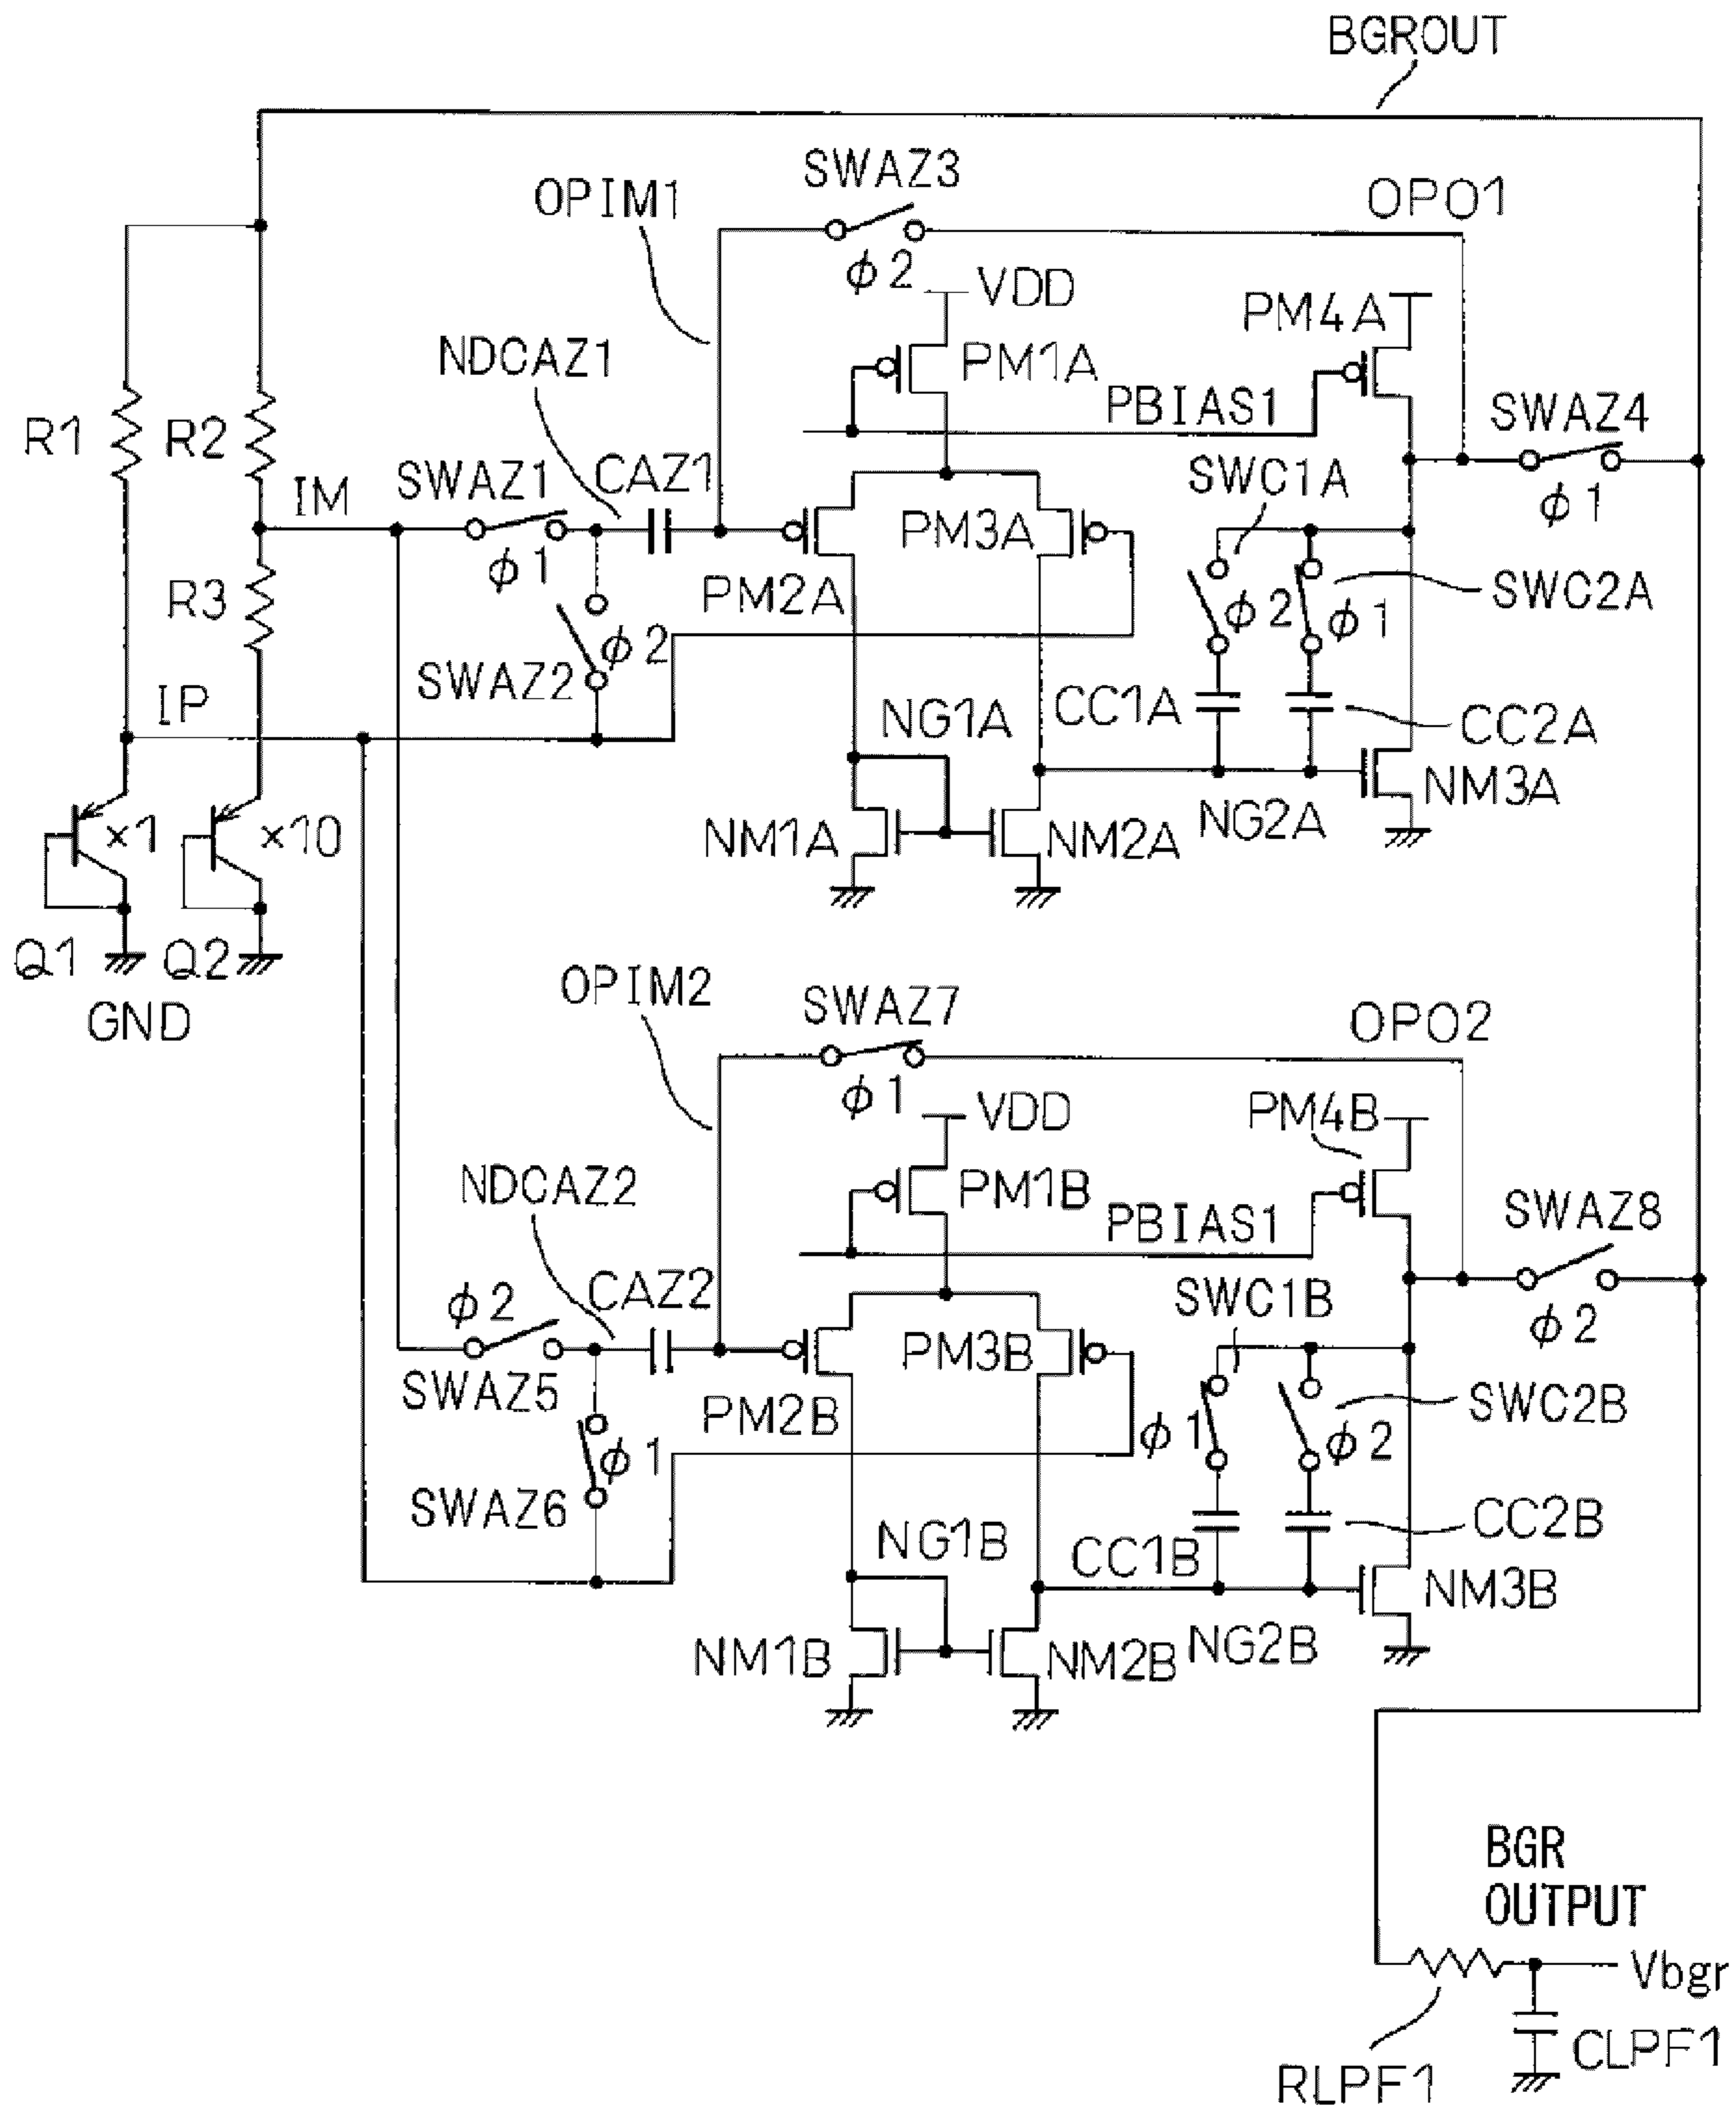 BGROUT
SWAZ3
OPIM1
OPO1
φ2
VDD
PM4A
NDCAZ1
PM1A
PBIAS1
SWAZ4
R1
R2
IM
SWAZ1
CAZ1
SWC1A
φ1
PM3A
φ1
R3
PM2A
φ2
φ1
SWC2A
φ2
SWAZ2
IP
NG1A
CC1A
CC2A
NM3A
×1
×10
NM1A
NM2A
NG2A
Q1
Q2
GND
OPIM2
SWAZ7
OPO2
φ1
VDD
PM4B
NDCAZ2
PM1B
PBIAS1
SWAZ8
φ2
CAZ2
SWC1B
φ2
PM3B
SWAZ5
PM2B
SWC2B
φ1
φ2
φ1
SWAZ6
NG1B
CC1B
CC2B
NM3B
NM1B
NM2B
NG2B
BGR
OUTPUT
Vbgr
CLPF1
RLPF1